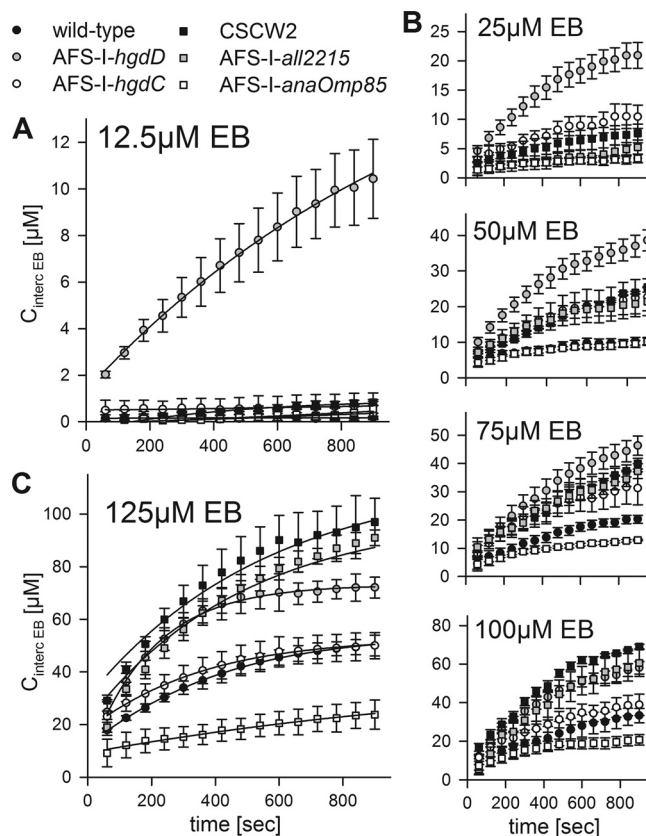 wild-type
CSCW2
AFS-I-hgdD
AFS-I-all2215
AFS-I-hgdC
AFS-I-anaOmp85
A
12.5µM EB
12
10
8
6
4
2
0
C interc EB [µM]
0 200 400 600 800
C
125µM EB
100
80
60
40
20
0
C interc EB [µM]
0 200 400 600 800
time [sec]
B
25µM EB
25
20
15
10
5
0
50µM EB
40
30
20
10
0
75µM EB
50
40
30
20
10
0
100µM EB
80
60
40
20
0
0 200 400 600 800
time [sec]